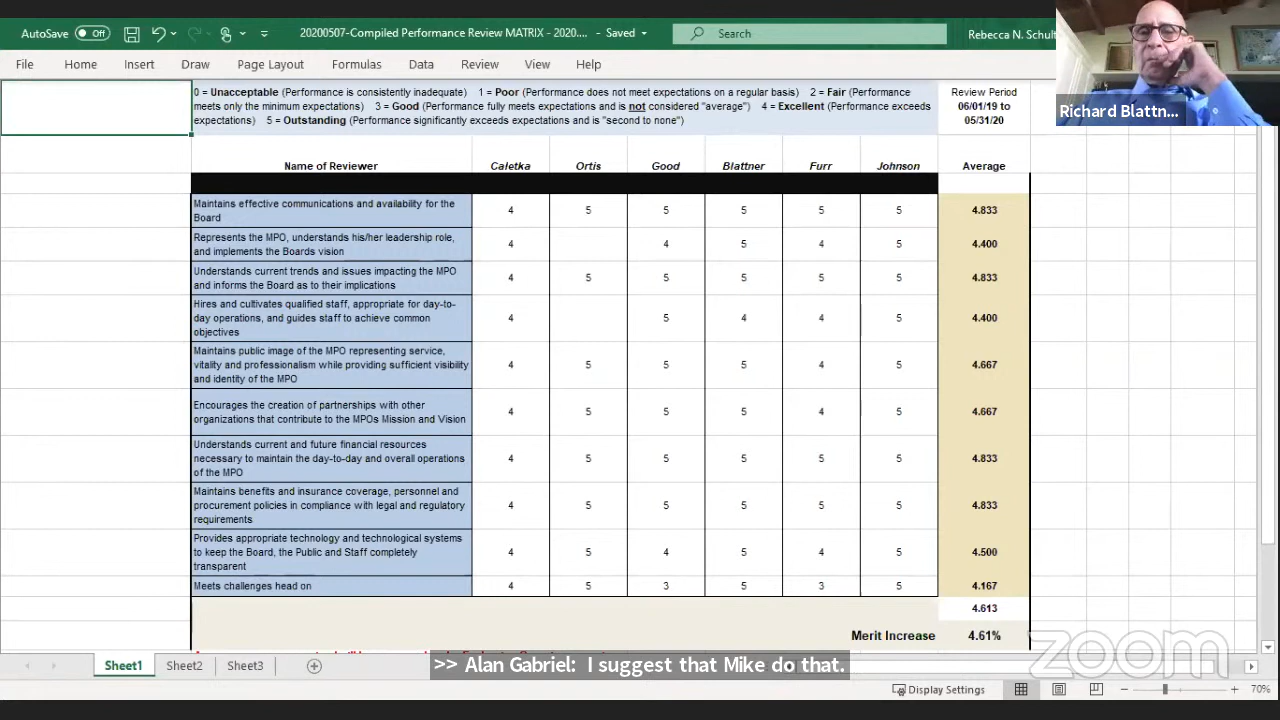 AutoSave Off 20200507-Compiled Performance Review MATRIX - 2020.... - Saved Search Rebecca N. Schult
File Home Insert Draw Page Layout Formulas Data Review View Help
Richard Blattn...
0 = Unacceptable (Performance is consistently inadequate) 1 = Poor (Performance does not meet expectations on a regular basis) 2 = Fair (Performance
meets only the minimum expectations) 3 = Good (Performance fully meets expectations and is not considered "average") 4 = Excellent (Performance exceeds
expectations) 5 = Outstanding (Performance significantly exceeds expectations and is "second to none")
Review Period
06/01/19 to
05/31/20
Name of Reviewer Caletka Ortis Good Blattner Furr Johnson Average
Maintains effective communications and availability for the
Board
4 5 5 5 5 5 4.833
Represents the MPO, understands his/her leadership role,
and implements the Boards vision
4 4 5 4 5 4.400
Understands current trends and issues impacting the MPO
and informs the Board as to their implications
4 5 5 5 5 5 4.833
Hires and cultivates qualified staff, appropriate for day-to-
day operations, and guides staff to achieve common
objectives
4 5 4 4 5 4.400
Maintains public image of the MPO representing service,
vitality and professionalism while providing sufficient visibility
and identity of the MPO
4 5 5 5 4 5 4.667
Encourages the creation of partnerships with other
organizations that contribute to the MPOs Mission and Vision
4 5 5 5 4 5 4.667
Understands current and future financial resources
necessary to maintain the day-to-day and overall operations
of the MPO
4 5 5 5 5 5 4.833
Maintains benefits and insurance coverage, personnel and
procurement policies in compliance with legal and regulatory
requirements
4 5 5 5 5 5 4.833
Provides appropriate technology and technological systems
to keep the Board, the Public and Staff completely
transparent
4 5 4 5 4 5 4.500
Meets challenges head on 4 5 3 5 3 5 4.167
4.613
Merit Increase 4.61%
zoom
Sheet1 Sheet2 Sheet3
>> Alan Gabriel: I suggest that Mike do that.
Display Settings 70%